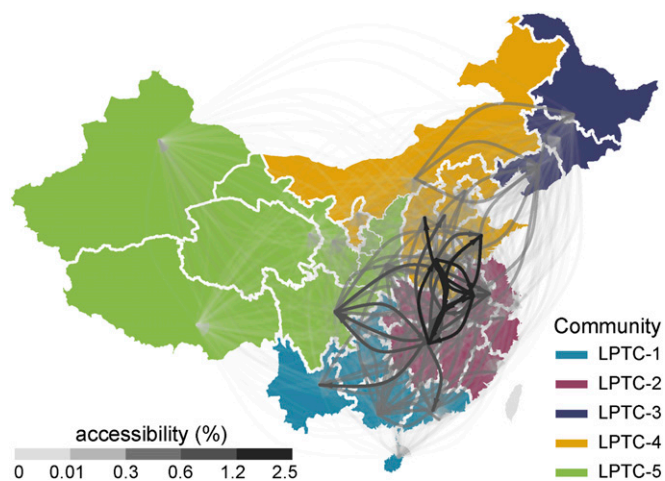 Community
LPTC-1
LPTC-2
LPTC-3
LPTC-4
LPTC-5
accessibility (%)
0 0.01 0.3 0.6 1.2 2.5